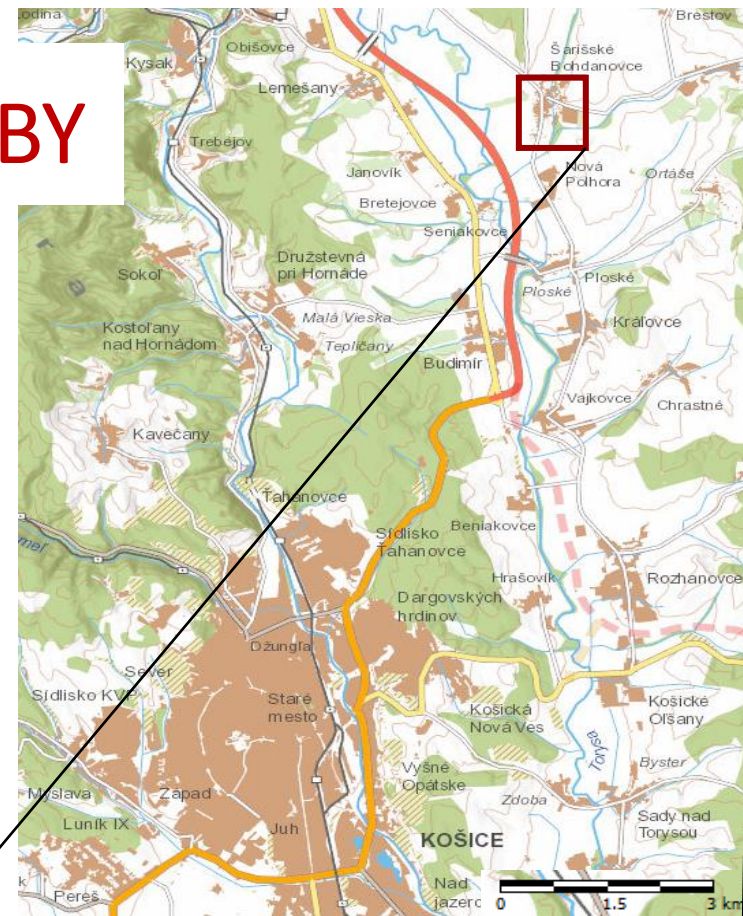 Brestov
Obišovce
Kysak
Šarišské
Bohdanovce
BY
Lemešany
Trebejov
Janovík
Nová
Polhora
Ortáše
Bretejovce
Seniakovce
Družstevná
pri Hornáde
Sokoľ
Ploské
Ploské
Malá Vieska
Kostoľany
nad Hornádom
Tepličany
Kráľovce
Budimír
Vajkovce
Chrastné
Kavečany
Ťahanovce
Beniakovce
Sídlisko
Ťahanovce
Hrašovík
Rozhanovce
Dargovských
hrdinov
Džungľa
Sever
Sídlisko KVP
Staré
mesto
Košická
Nová Ves
Košické
Oľšany
Torysa
Vyšné
Opátske
Byster
Myslava
Západ
Zdoba
Luník IX
Juh
Sady nad
Torysou
KOŠICE
Pereš
Nad
jazero
0 1.5 3 km